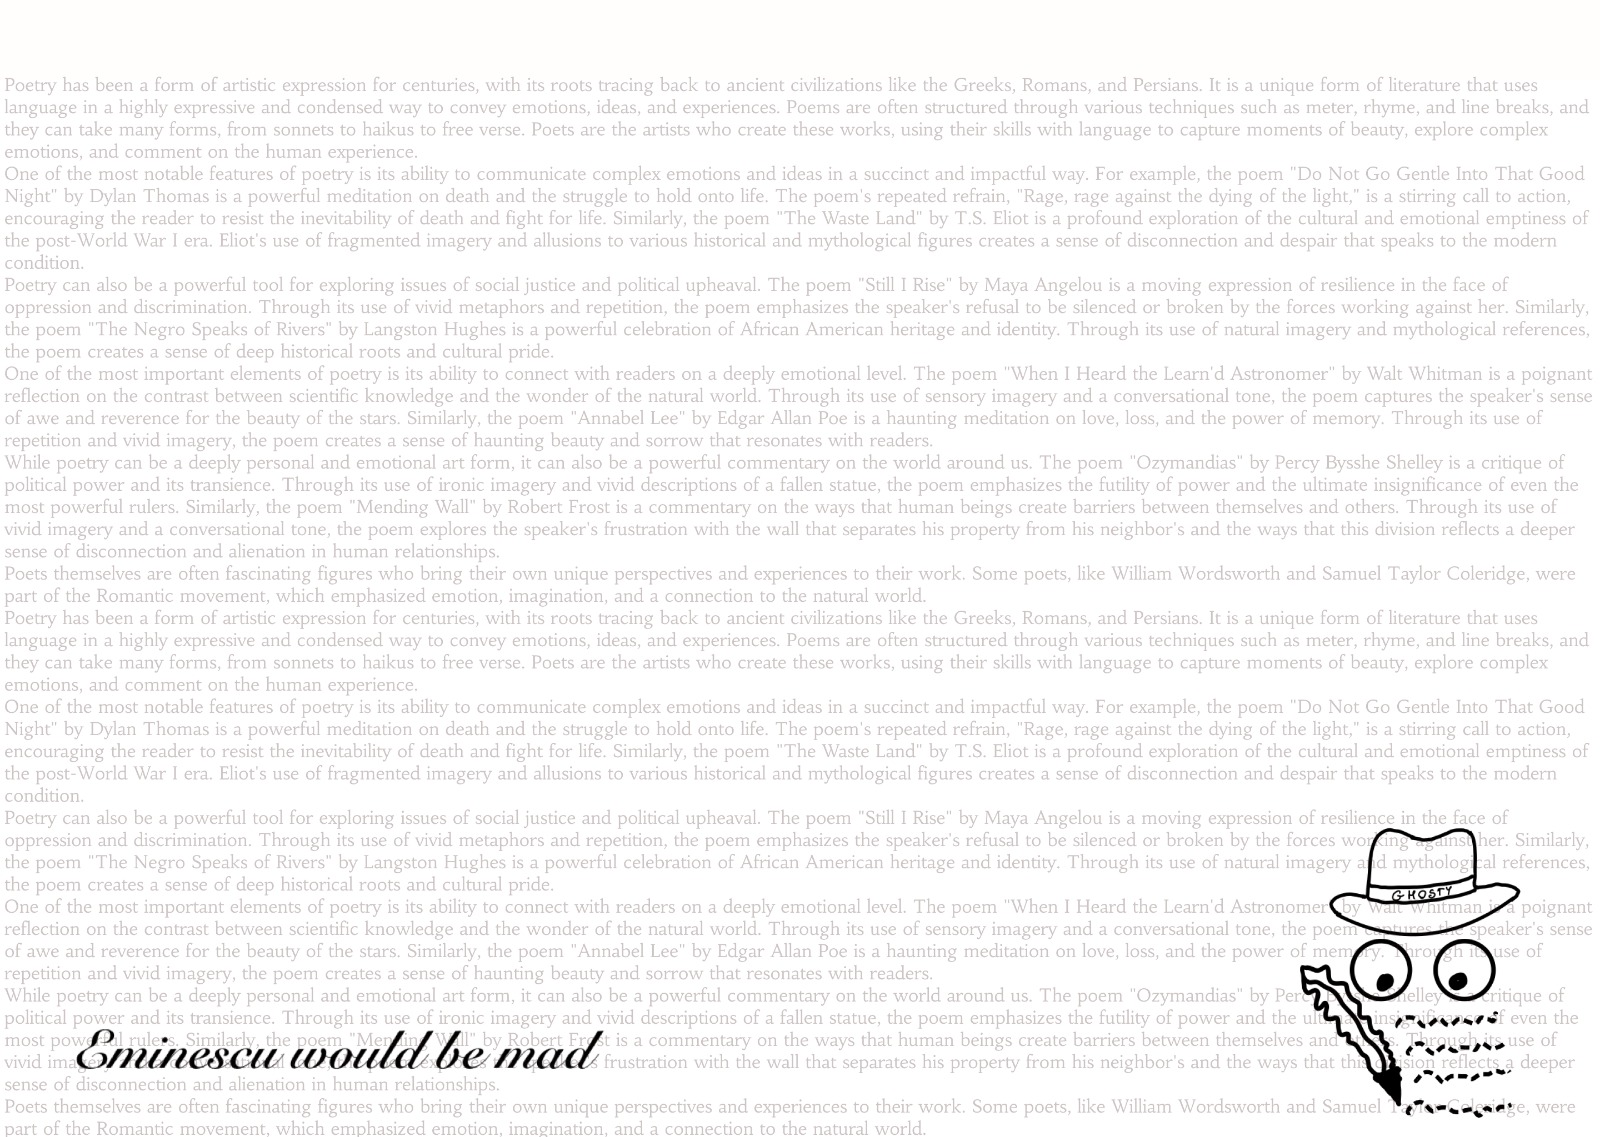 Poetry has been a form of artistic expression for centuries, with its roots tracing back to ancient civilizations like the Greeks, Romans, and Persians. It is a unique form of literature that uses
language in a highly expressive and condensed way to convey emotions, ideas, and experiences. Poems are often structured through various techniques such as meter, rhyme, and line breaks, and
they can take many forms, from sonnets to haikus to free verse. Poets are the artists who create these works, using their skills with language to capture moments of beauty, explore complex
emotions, and comment on the human experience.
One of the most notable features of poetry is its ability to communicate complex emotions and ideas in a succinct and impactful way. For example, the poem "Do Not Go Gentle Into That Good
Night" by Dylan Thomas is a powerful meditation on death and the struggle to hold onto life. The poem's repeated refrain, "Rage, rage against the dying of the light," is a stirring call to action,
encouraging the reader to resist the inevitability of death and fight for life. Similarly, the poem "The Waste Land" by T.S. Eliot is a profound exploration of the cultural and emotional emptiness of
the post-World War I era. Eliot's use of fragmented imagery and allusions to various historical and mythological figures creates a sense of disconnection and despair that speaks to the modern
condition.
Poetry can also be a powerful tool for exploring issues of social justice and political upheaval. The poem "Still I Rise" by Maya Angelou is a moving expression of resilience in the face of
oppression and discrimination. Through its use of vivid metaphors and repetition, the poem emphasizes the speaker's refusal to be silenced or broken by the forces working against her. Similarly,
the poem "The Negro Speaks of Rivers" by Langston Hughes is a powerful celebration of African American heritage and identity. Through its use of natural imagery and mythological references,
the poem creates a sense of deep historical roots and cultural pride.
One of the most important elements of poetry is its ability to connect with readers on a deeply emotional level. The poem "When I Heard the Learn'd Astronomer" by Walt Whitman is a poignant
reflection on the contrast between scientific knowledge and the wonder of the natural world. Through its use of sensory imagery and a conversational tone, the poem captures the speaker's sense
of awe and reverence for the beauty of the stars. Similarly, the poem "Annabel Lee" by Edgar Allan Poe is a haunting meditation on love, loss, and the power of memory. Through its use of
repetition and vivid imagery, the poem creates a sense of haunting beauty and sorrow that resonates with readers.
While poetry can be a deeply personal and emotional art form, it can also be a powerful commentary on the world around us. The poem "Ozymandias" by Percy Bysshe Shelley is a critique of
political power and its transience. Through its use of ironic imagery and vivid descriptions of a fallen statue, the poem emphasizes the futility of power and the ultimate insignificance of even the
most powerful rulers. Similarly, the poem "Mending Wall" by Robert Frost is a commentary on the ways that human beings create barriers between themselves and others. Through its use of
vivid imagery and a conversational tone, the poem explores the speaker's frustration with the wall that separates his property from his neighbor's and the ways that this division reflects a deeper
sense of disconnection and alienation in human relationships.
Poets themselves are often fascinating figures who bring their own unique perspectives and experiences to their work. Some poets, like William Wordsworth and Samuel Taylor Coleridge, were
part of the Romantic movement, which emphasized emotion, imagination, and a connection to the natural world.
Poetry has been a form of artistic expression for centuries, with its roots tracing back to ancient civilizations like the Greeks, Romans, and Persians. It is a unique form of literature that uses
language in a highly expressive and condensed way to convey emotions, ideas, and experiences. Poems are often structured through various techniques such as meter, rhyme, and line breaks, and
they can take many forms, from sonnets to haikus to free verse. Poets are the artists who create these works, using their skills with language to capture moments of beauty, explore complex
emotions, and comment on the human experience.
One of the most notable features of poetry is its ability to communicate complex emotions and ideas in a succinct and impactful way. For example, the poem "Do Not Go Gentle Into That Good
Night" by Dylan Thomas is a powerful meditation on death and the struggle to hold onto life. The poem's repeated refrain, "Rage, rage against the dying of the light," is a stirring call to action,
encouraging the reader to resist the inevitability of death and fight for life. Similarly, the poem "The Waste Land" by T.S. Eliot is a profound exploration of the cultural and emotional emptiness of
the post-World War I era. Eliot's use of fragmented imagery and allusions to various historical and mythological figures creates a sense of disconnection and despair that speaks to the modern
condition.
Poetry can also be a powerful tool for exploring issues of social justice and political upheaval. The poem "Still I Rise" by Maya Angelou is a moving expression of resilience in the face of
oppression and discrimination. Through its use of vivid metaphors and repetition, the poem emphasizes the speaker's refusal to be silenced or broken by the forces working against her. Similarly,
the poem "The Negro Speaks of Rivers" by Langston Hughes is a powerful celebration of African American heritage and identity. Through its use of natural imagery and mythological references,
the poem creates a sense of deep historical roots and cultural pride.
GHOSTY
One of the most important elements of poetry is its ability to connect with readers on a deeply emotional level. The poem "When I Heard the Learn'd Astronomer" by Walt Whitman is a poignant
reflection on the contrast between scientific knowledge and the wonder of the natural world. Through its use of sensory imagery and a conversational tone, the poem captures the speaker's sense
of awe and reverence for the beauty of the stars. Similarly, the poem "Annabel Lee" by Edgar Allan Poe is a haunting meditation on love, loss, and the power of memory. Through its use of
repetition and vivid imagery, the poem creates a sense of haunting beauty and sorrow that resonates with readers.
While poetry can be a deeply personal and emotional art form, it can also be a powerful commentary on the world around us. The poem "Ozymandias" by Percy Bysshe Shelley is a critique of
political power and its transience. Through its use of ironic imagery and vivid descriptions of a fallen statue, the poem emphasizes the futility of power and the ultimate insignificance of even the
most powerful rulers. Similarly, the poem "Mending Wall" by Robert Frost is a commentary on the ways that human beings create barriers between themselves and others. Through its use of
Eminescu would be mad
vivid imagery and a conversational tone, the poem explores the speaker's frustration with the wall that separates his property from his neighbor's and the ways that this division reflects a deeper
sense of disconnection and alienation in human relationships.
Poets themselves are often fascinating figures who bring their own unique perspectives and experiences to their work. Some poets, like William Wordsworth and Samuel Taylor Coleridge, were
part of the Romantic movement, which emphasized emotion, imagination, and a connection to the natural world.